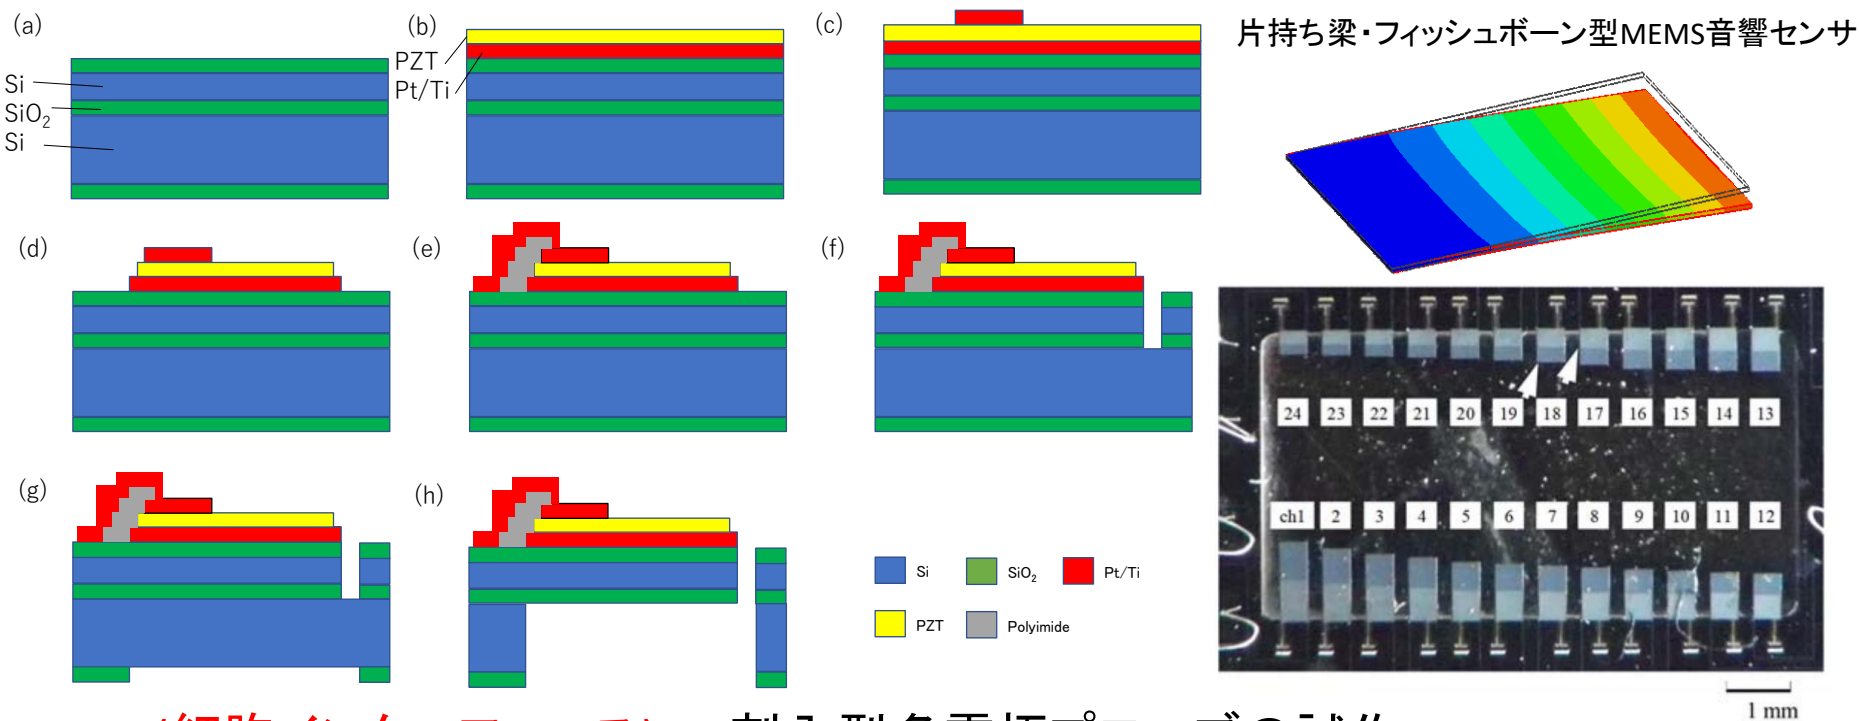 (a)
(b)
(c)
片持ち梁・フィッシュボーン型MEMS音響センサ
Si
SiO2
Si
PZT
Pt/Ti
(d)
(e)
(f)
(g)
(h)
Si
SiO2
Pt/Ti
PZT
Polyimide
24 23 22 21 20 19 18 17 16 15 14 13
ch1 2 3 4 5 6 7 8 9 10 11 12
1 mm